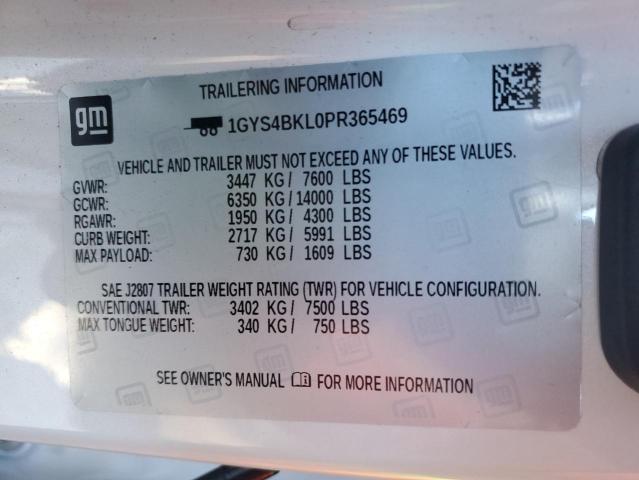 TRAILERING INFORMATION
gm
1GYS4BKL0PR365469
VEHICLE AND TRAILER MUST NOT EXCEED ANY OF THESE VALUES.
GVWR: 3447 KG/ 7600 LBS
GCWR: 6350 KG/14000 LBS
RGAWR: 1950 KG/ 4300 LBS
CURB WEIGHT: 2717 KG/ 5991 LBS
MAX PAYLOAD: 730 KG/ 1609 LBS
SAE J2807 TRAILER WEIGHT RATING (TWR) FOR VEHICLE CONFIGURATION.
CONVENTIONAL TWR: 3402 KG/ 7500 LBS
MAX TONGUE WEIGHT: 340 KG/ 750 LBS
SEE OWNER'S MANUAL FOR MORE INFORMATION